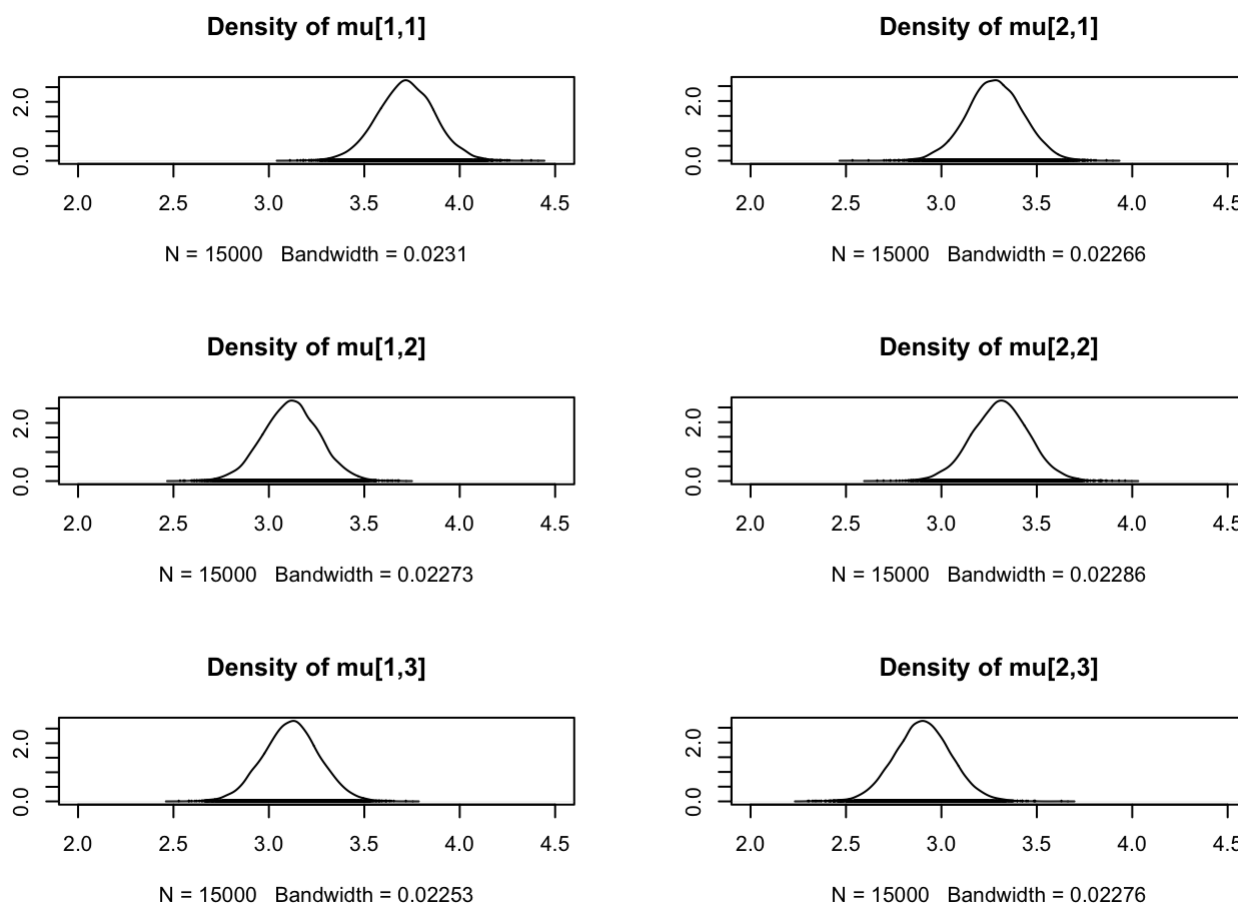 Density of mu[1,1]
2.0
0.0
2.0 2.5 3.0 3.5 4.0 4.5
N = 15000 Bandwidth = 0.0231
Density of mu[2,1]
2.0
0.0
2.0 2.5 3.0 3.5 4.0 4.5
N = 15000 Bandwidth = 0.02266
Density of mu[1,2]
2.0
0.0
2.0 2.5 3.0 3.5 4.0 4.5
N = 15000 Bandwidth = 0.02273
Density of mu[2,2]
2.0
0.0
2.0 2.5 3.0 3.5 4.0 4.5
N = 15000 Bandwidth = 0.02286
Density of mu[1,3]
2.0
0.0
2.0 2.5 3.0 3.5 4.0 4.5
N = 15000 Bandwidth = 0.02253
Density of mu[2,3]
2.0
0.0
2.0 2.5 3.0 3.5 4.0 4.5
N = 15000 Bandwidth = 0.02276